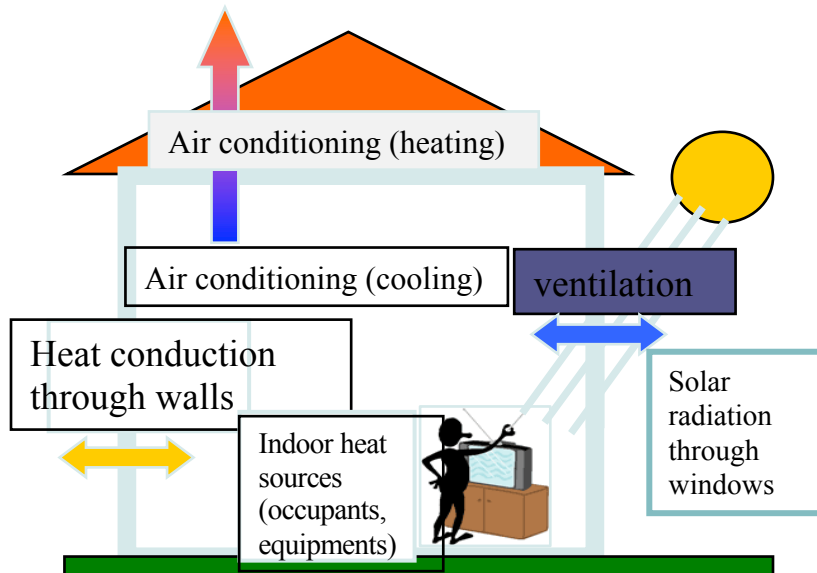 Air conditioning (heating)
Air conditioning (cooling)
ventilation
Heat conduction
through walls
Indoor heat
sources
(occupants,
equipments)
Solar
radiation
through
windows